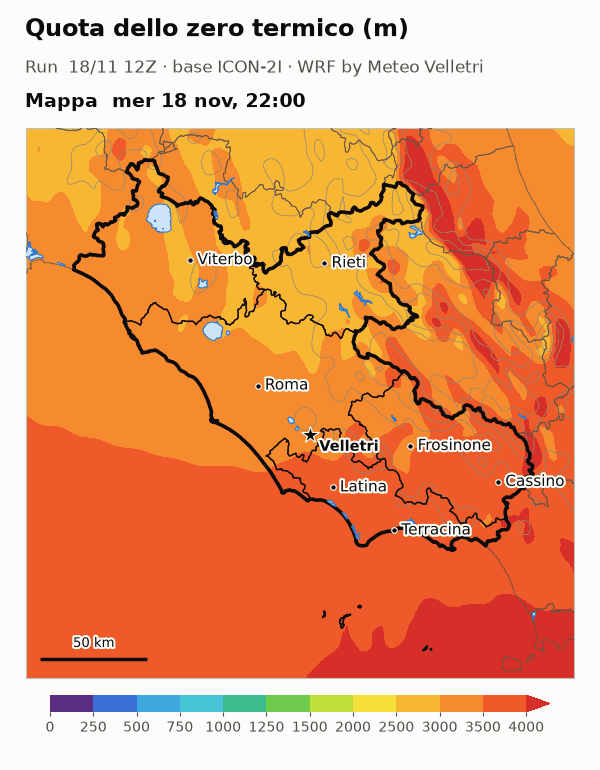 Quota dello zero termico (m)
Run  18/11 12Z · base ICON-2I · WRF by Meteo Velletri
Mappa  mer 18 nov, 22:00
Viterbo
Rieti
Roma
Velletri
Frosinone
Latina
Cassino
Terracina
50 km
0 250 500 750 1000 1250 1500 2000 2500 3000 3500 4000